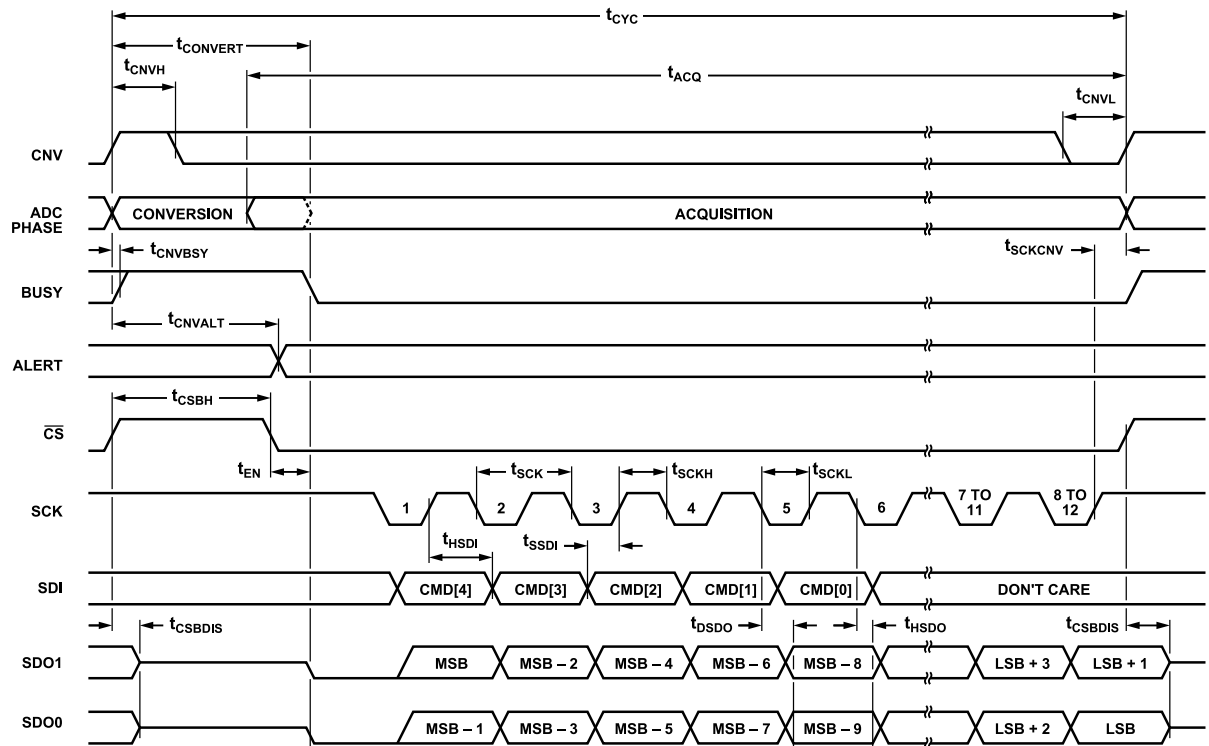 tCYC
tCONVERT
tCNVH
tACQ
tCNVL
CNV
ADC
PHASE
CONVERSION
ACQUISITION
tCNVBSY
tSCKCNV
BUSY
tCNVALT
ALERT
tCSBH
CS
tEN
tSCK
tSCKH
tSCKL
SCK
1
2
3
4
5
6
7 TO
11
8 TO
12
tHSDI
tSSDI
SDI
CMD[4] CMD[3] CMD[2] CMD[1] CMD[0] DON'T CARE
tCSBDIS
tDSDO
tHSDO
tCSBDIS
SDO1
MSB MSB – 2 MSB – 4 MSB – 6 MSB – 8 LSB + 3 LSB + 1
SDO0
MSB – 1 MSB – 3 MSB – 5 MSB – 7 MSB – 9 LSB + 2 LSB